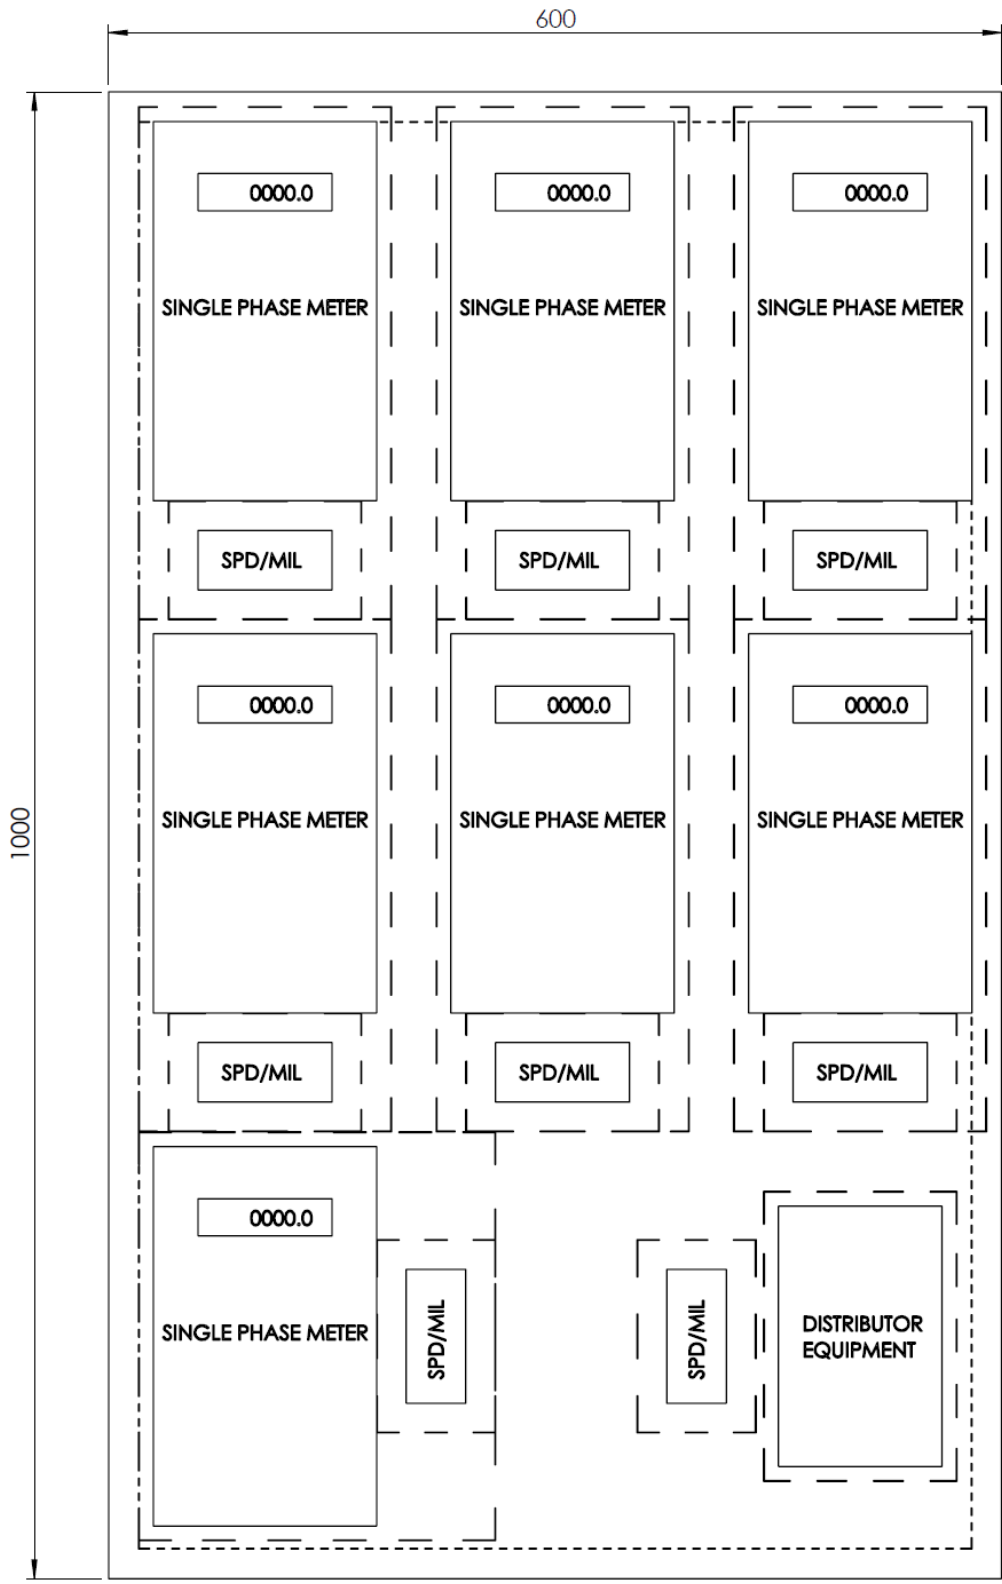 600
0000.0
0000.0
0000.0
SINGLE PHASE METER
SINGLE PHASE METER
SINGLE PHASE METER
SPD/MIL
SPD/MIL
SPD/MIL
0000.0
0000.0
0000.0
1000
SINGLE PHASE METER
SINGLE PHASE METER
SINGLE PHASE METER
SPD/MIL
SPD/MIL
SPD/MIL
0000.0
SINGLE PHASE METER
SPD/MIL
SPD/MIL
DISTRIBUTOR
EQUIPMENT